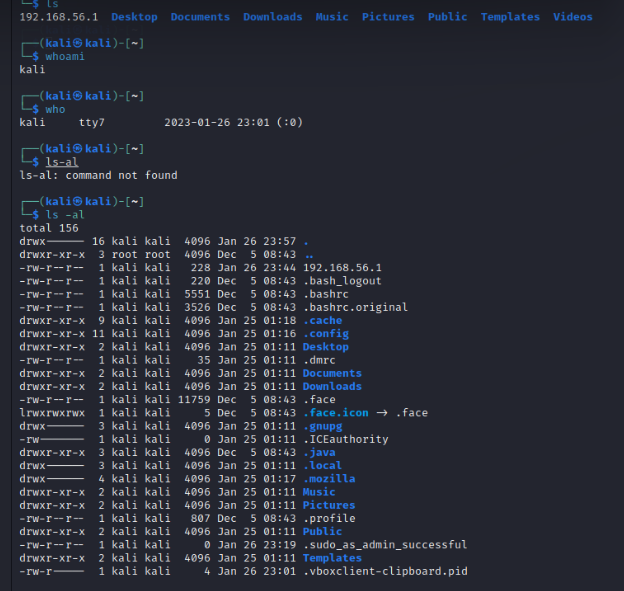 └─$ ls
192.168.56.1  Desktop  Documents  Downloads  Music  Pictures  Public  Templates  Videos
┌──(kali㉿kali)-[~]
└─$ whoami
kali
┌──(kali㉿kali)-[~]
└─$ who
kali     tty7         2023-01-26 23:01 (:0)
┌──(kali㉿kali)-[~]
└─$ ls-al
ls-al: command not found
┌──(kali㉿kali)-[~]
└─$ ls -al
total 156
drwx------ 16 kali kali  4096 Jan 26 23:57 .
drwxr-xr-x  3 root root  4096 Dec  5 08:43 ..
-rw-r--r--  1 kali kali   228 Jan 26 23:44 192.168.56.1
-rw-r--r--  1 kali kali   220 Dec  5 08:43 .bash_logout
-rw-r--r--  1 kali kali  5551 Dec  5 08:43 .bashrc
-rw-r--r--  1 kali kali  3526 Dec  5 08:43 .bashrc.original
drwxr-xr-x  9 kali kali  4096 Jan 25 01:18 .cache
drwxr-xr-x 11 kali kali  4096 Jan 25 01:16 .config
drwxr-xr-x  2 kali kali  4096 Jan 25 01:11 Desktop
-rw-r--r--  1 kali kali    35 Jan 25 01:11 .dmrc
drwxr-xr-x  2 kali kali  4096 Jan 25 01:11 Documents
drwxr-xr-x  2 kali kali  4096 Jan 25 01:11 Downloads
-rw-r--r--  1 kali kali 11759 Dec  5 08:43 .face
lrwxrwxrwx  1 kali kali     5 Dec  5 08:43 .face.icon -> .face
drwx------  3 kali kali  4096 Jan 25 01:11 .gnupg
-rw-------  1 kali kali     0 Jan 25 01:11 .ICEauthority
drwxr-xr-x  3 kali kali  4096 Dec  5 08:43 .java
drwx------  3 kali kali  4096 Jan 25 01:11 .local
drwx------  4 kali kali  4096 Jan 25 01:17 .mozilla
drwxr-xr-x  2 kali kali  4096 Jan 25 01:11 Music
drwxr-xr-x  2 kali kali  4096 Jan 25 01:11 Pictures
-rw-r--r--  1 kali kali   807 Dec  5 08:43 .profile
drwxr-xr-x  2 kali kali  4096 Jan 25 01:11 Public
-rw-r--r--  1 kali kali     0 Jan 26 23:19 .sudo_as_admin_successful
drwxr-xr-x  2 kali kali  4096 Jan 25 01:11 Templates
-rw-r-----  1 kali kali     4 Jan 26 23:01 .vboxclient-clipboard.pid